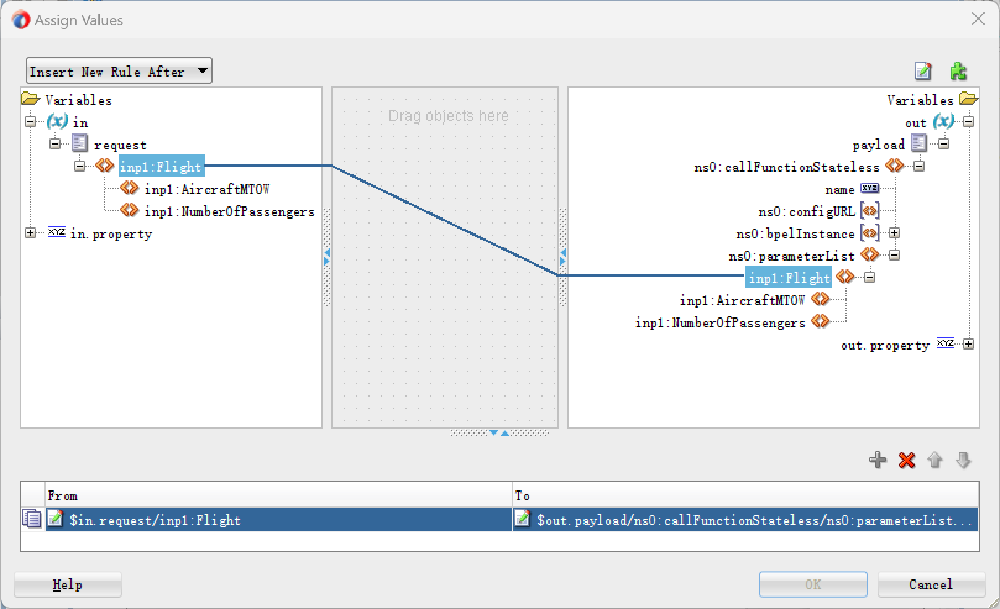 Assign Values
Insert New Rule After
Variables
in
request
inp1:Flight
inp1:AircraftMTOW
inp1:NumberOfPassengers
XYZ in.property
Drag objects here
Variables
out
payload
ns0:callFunctionStateless
name XYZ
ns0:configURL
ns0:bpelInstance
ns0:parameterList
inp1:Flight
inp1:AircraftMTOW
inp1:NumberOfPassengers
out.property XYZ
From To
$in.request/inp1:Flight $out.payload/ns0:callFunctionStateless/ns0:parameterList...
Help OK Cancel